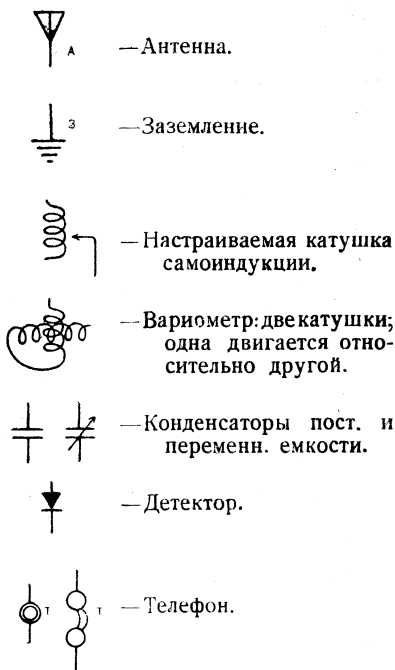 А — Антенна.
З — Заземление.
— Настраиваемая катушка
самоиндукции.
— Вариометр: две катушки;
одна двигается отно-
сительно другой.
— Конденсаторы пост. и
переменн. емкости.
— Детектор.
Т Т — Телефон.